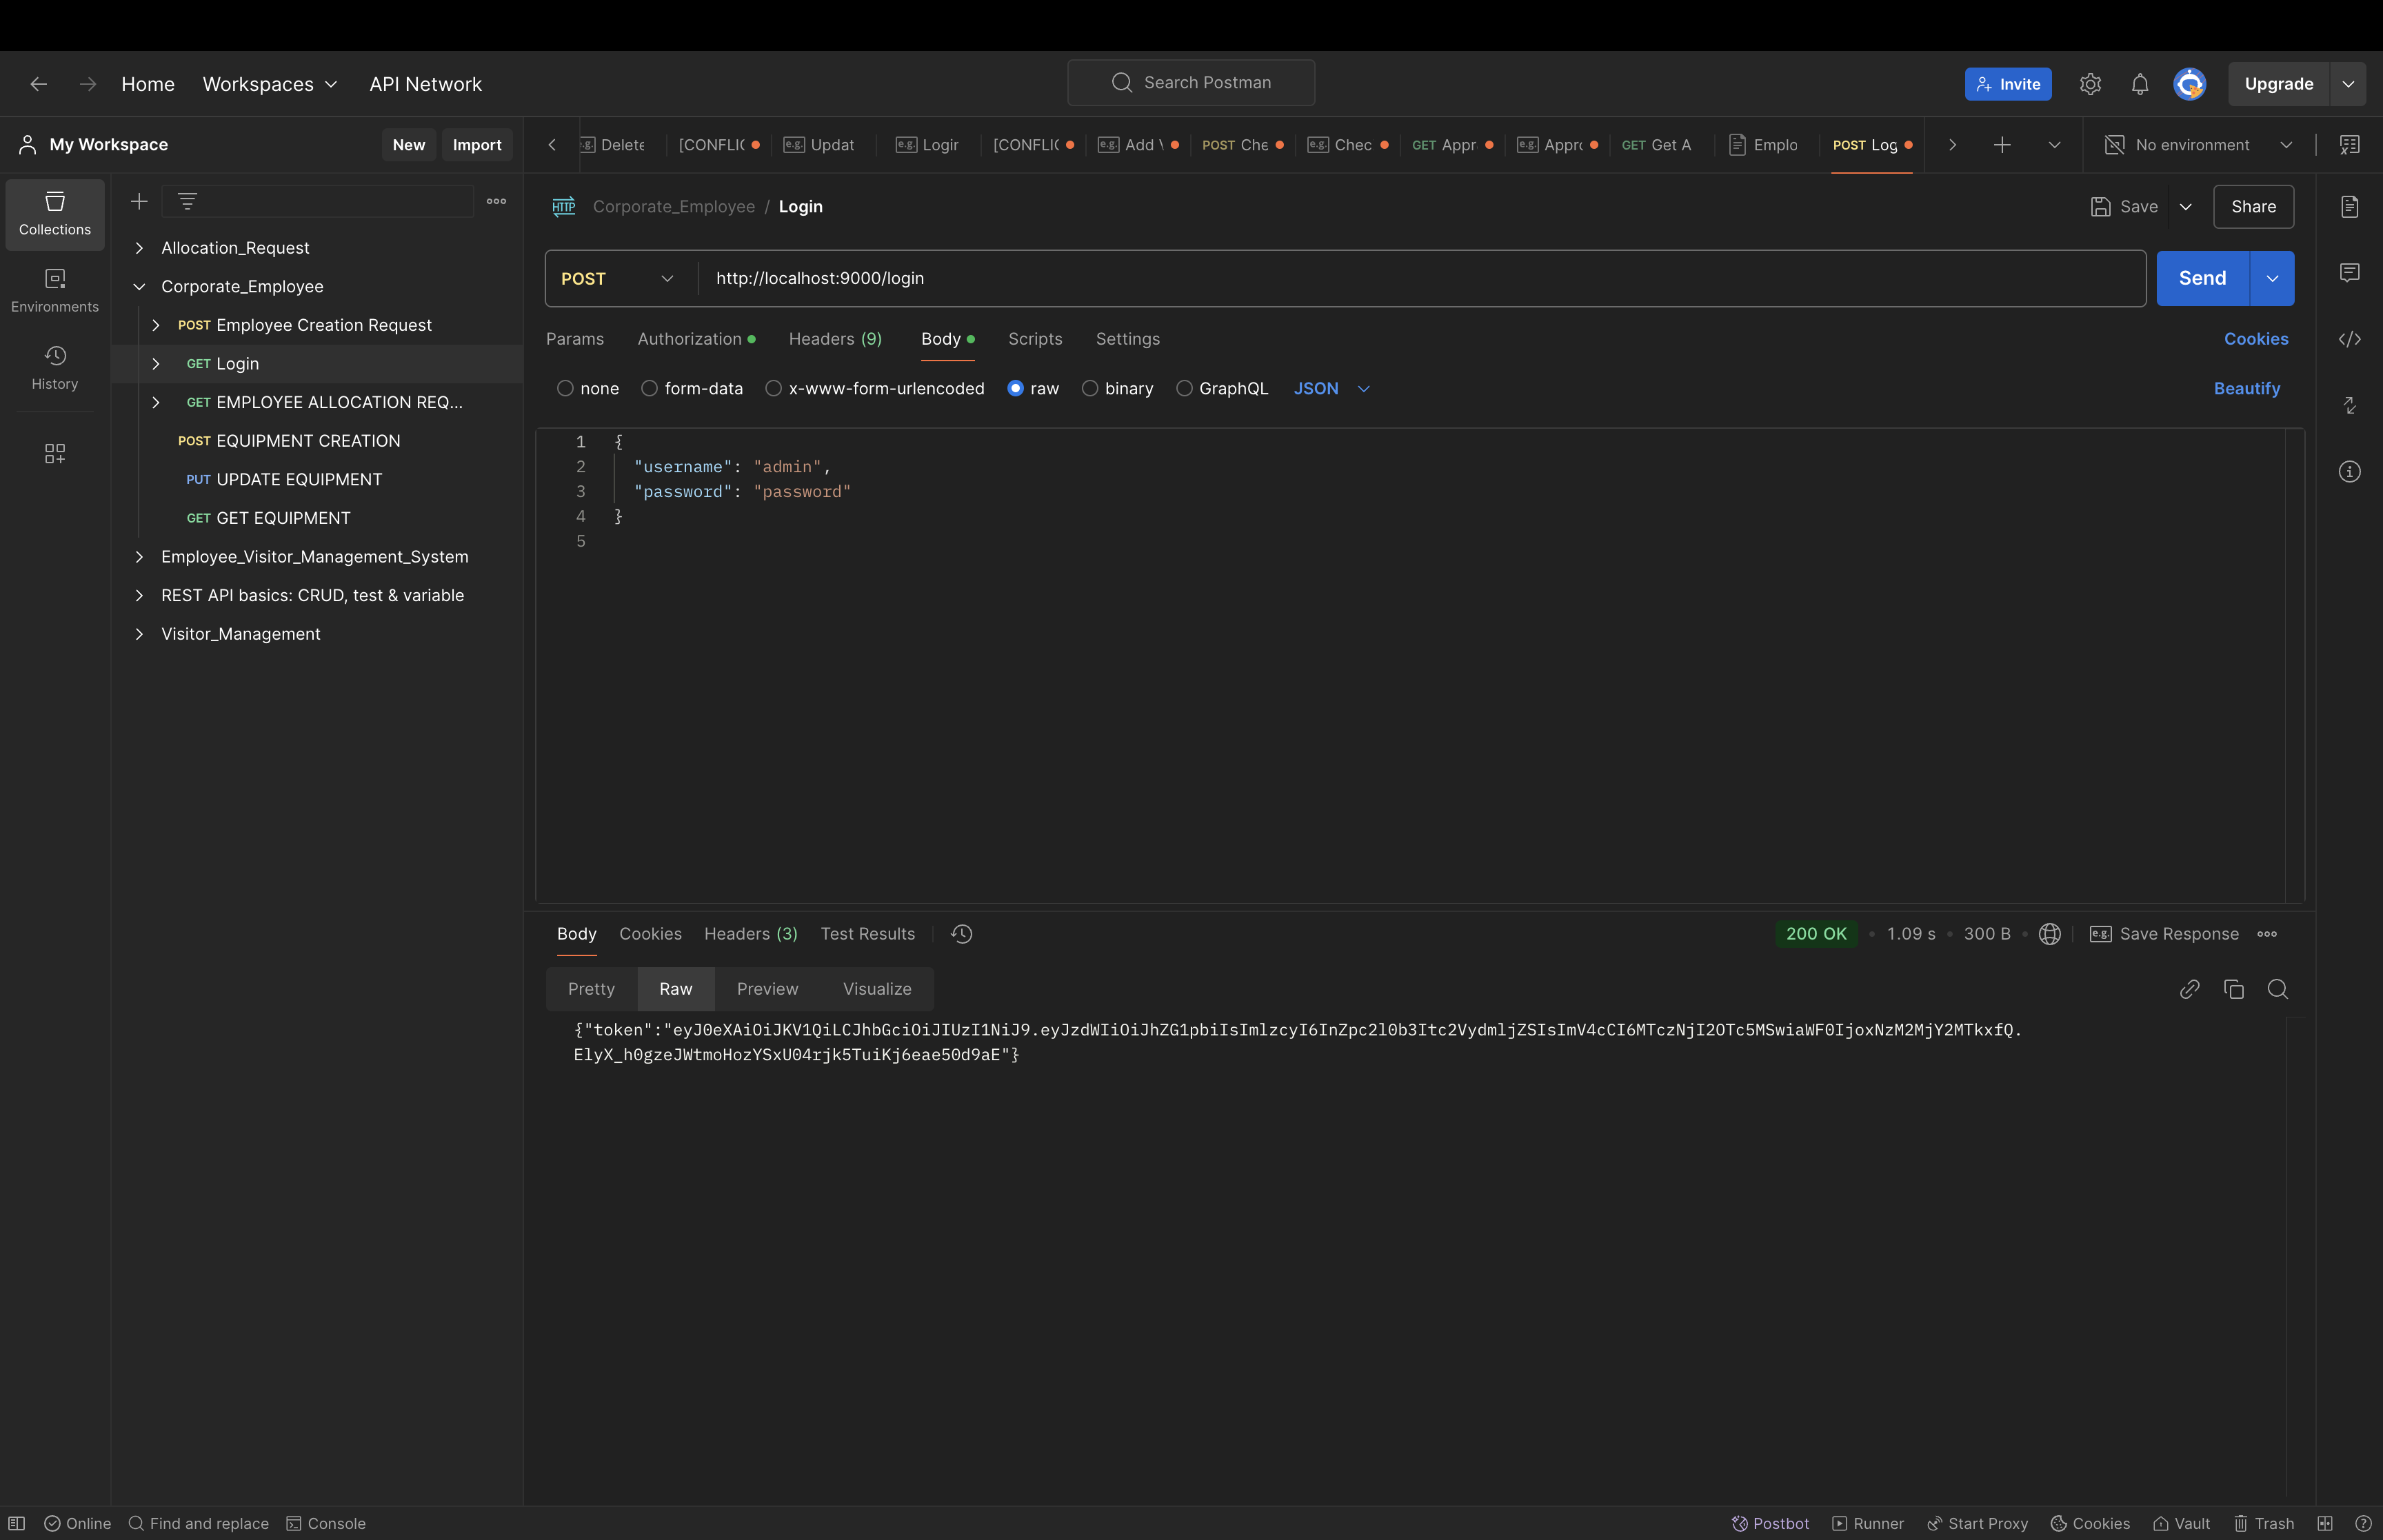 Home Workspaces API Network Search Postman Invite Upgrade
My Workspace New Import
Delete [CONFLIC e.g. Updat e.g. Login [CONFLIC e.g. Add V POST Che e.g. Chec GET Appr e.g. Appro GET Get A Emplo POST Log No environment
Collections
Environments
History
Allocation_Request
Corporate_Employee
POST Employee Creation Request
GET Login
GET EMPLOYEE ALLOCATION REQ...
POST EQUIPMENT CREATION
PUT UPDATE EQUIPMENT
GET GET EQUIPMENT
Employee_Visitor_Management_System
REST API basics: CRUD, test & variable
Visitor_Management
HTTP Corporate_Employee / Login Save Share
POST http://localhost:9000/login Send
Params Authorization Headers (9) Body Scripts Settings Cookies
none form-data x-www-form-urlencoded raw binary GraphQL JSON Beautify
1 {
2 "username": "admin",
3 "password": "password"
4 }
5
Body Cookies Headers (3) Test Results 200 OK 1.09 s 300 B e.g. Save Response
Pretty Raw Preview Visualize
{"token":"eyJ0eXAiOiJKV1QiLCJhbGciOiJIUzI1NiJ9.eyJzdWIiOiJhZG1pbiIsImlzcyI6InZpc2l0b3Itc2VydmljZSIsImV4cCI6MTczNjI2OTc5MSwiaWF0IjoxNzM2MjY2MTkxfQ.
ElyX_h0gzeJWtmoHozYSxU04rjk5TuiKj6eae50d9aE"}
Online Find and replace Console Postbot Runner Start Proxy Cookies Vault Trash